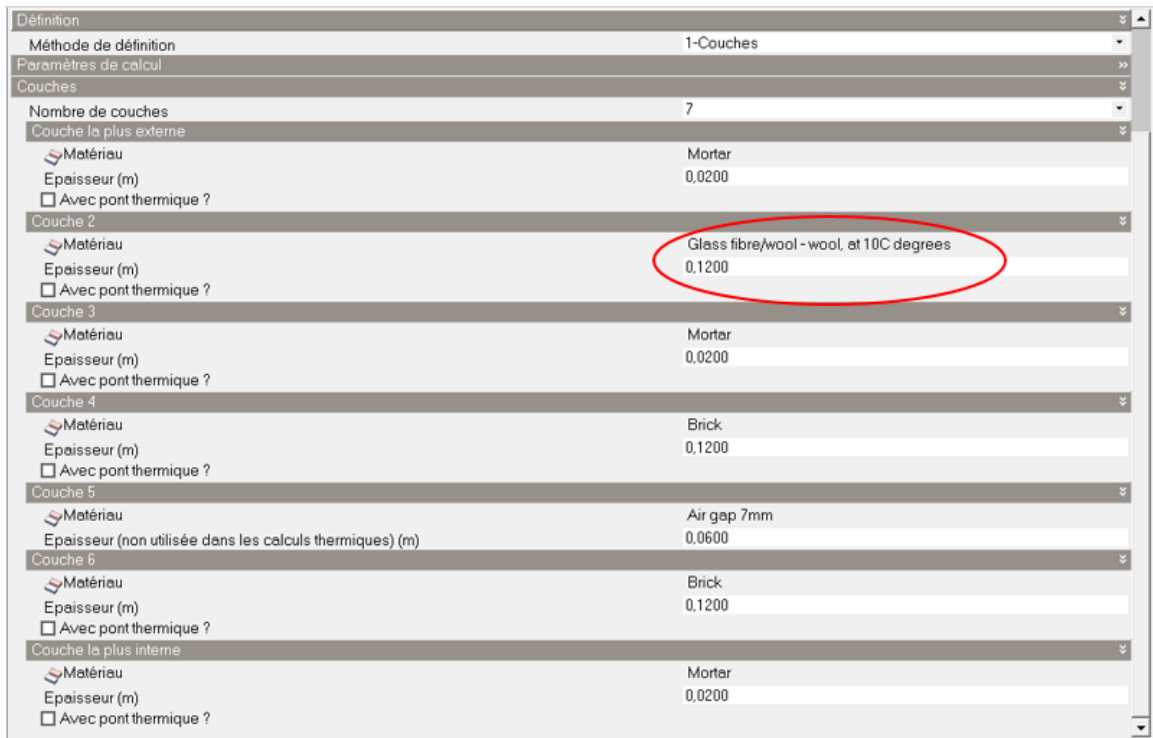 Définition
Méthode de définition 1-Couches
Paramètres de calcul
Couches
Nombre de couches 7
Couche la plus externe
Matériau Mortar
Epaisseur (m) 0,0200
Avec pont thermique ?
Couche 2
Matériau Glass fibre/wool - wool, at 10C degrees
Epaisseur (m) 0,1200
Avec pont thermique ?
Couche 3
Matériau Mortar
Epaisseur (m) 0,0200
Avec pont thermique ?
Couche 4
Matériau Brick
Epaisseur (m) 0,1200
Avec pont thermique ?
Couche 5
Matériau Air gap 7mm
Epaisseur (non utilisée dans les calculs thermiques) (m) 0,0600
Couche 6
Matériau Brick
Epaisseur (m) 0,1200
Avec pont thermique ?
Couche la plus interne
Matériau Mortar
Epaisseur (m) 0,0200
Avec pont thermique ?